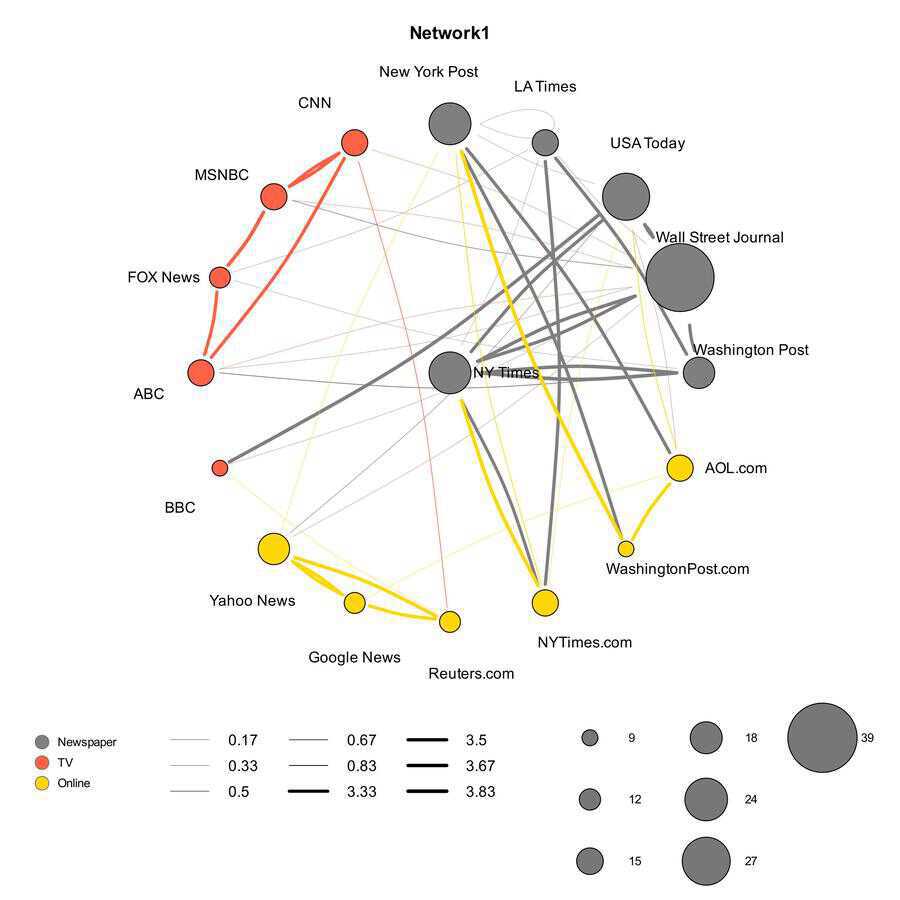 Network1
New York Post
LA Times
CNN
USA Today
MSNBC
Wall Street Journal
FOX News
Washington Post
NY Times
ABC
AOL.com
BBC
WashingtonPost.com
Yahoo News
NYTimes.com
Google News
Reuters.com
Newspaper
TV
Online
0.17
0.67
3.5
0.33
0.83
3.67
0.5
3.33
3.83
9
18
39
12
24
15
27